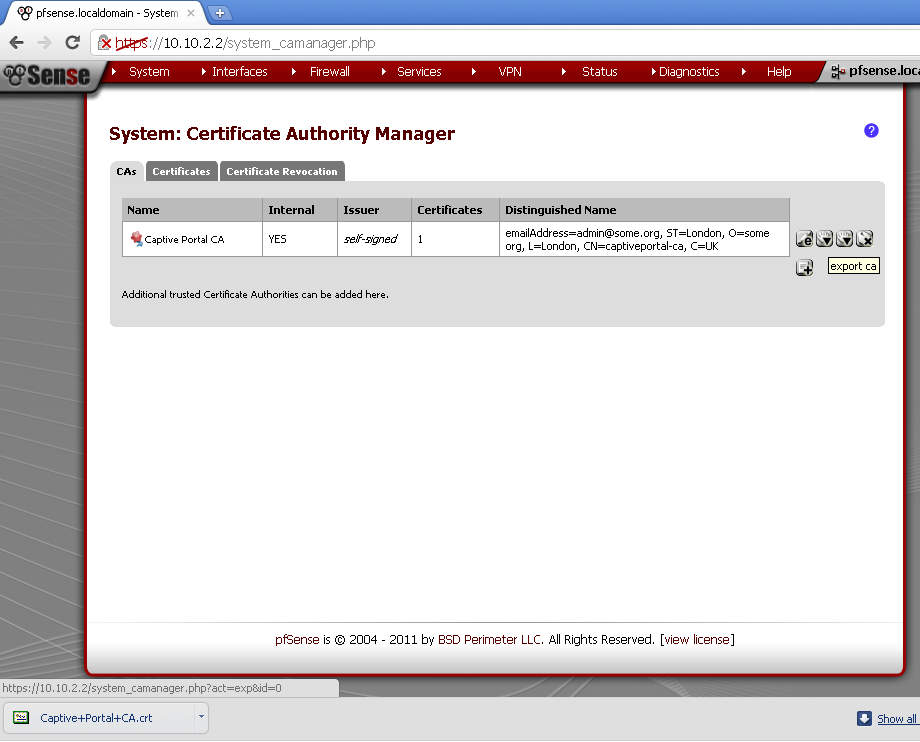 pfsense.localdomain - System
https://10.10.2.2/system_camanager.php
Sense
System Interfaces Firewall Services VPN Status Diagnostics Help
pfsense.loca
System: Certificate Authority Manager
?
CAs Certificates Certificate Revocation
Name Internal Issuer Certificates Distinguished Name
Captive Portal CA YES self-signed 1 emailAddress=admin@some.org, ST=London, O=some
org, L=London, CN=captiveportal-ca, C=UK
export ca
Additional trusted Certificate Authorities can be added here.
pfSense is © 2004 - 2011 by BSD Perimeter LLC. All Rights Reserved. [view license]
https://10.10.2.2/system_camanager.php?act=exp&id=0
Captive+Portal+CA.crt
Show all